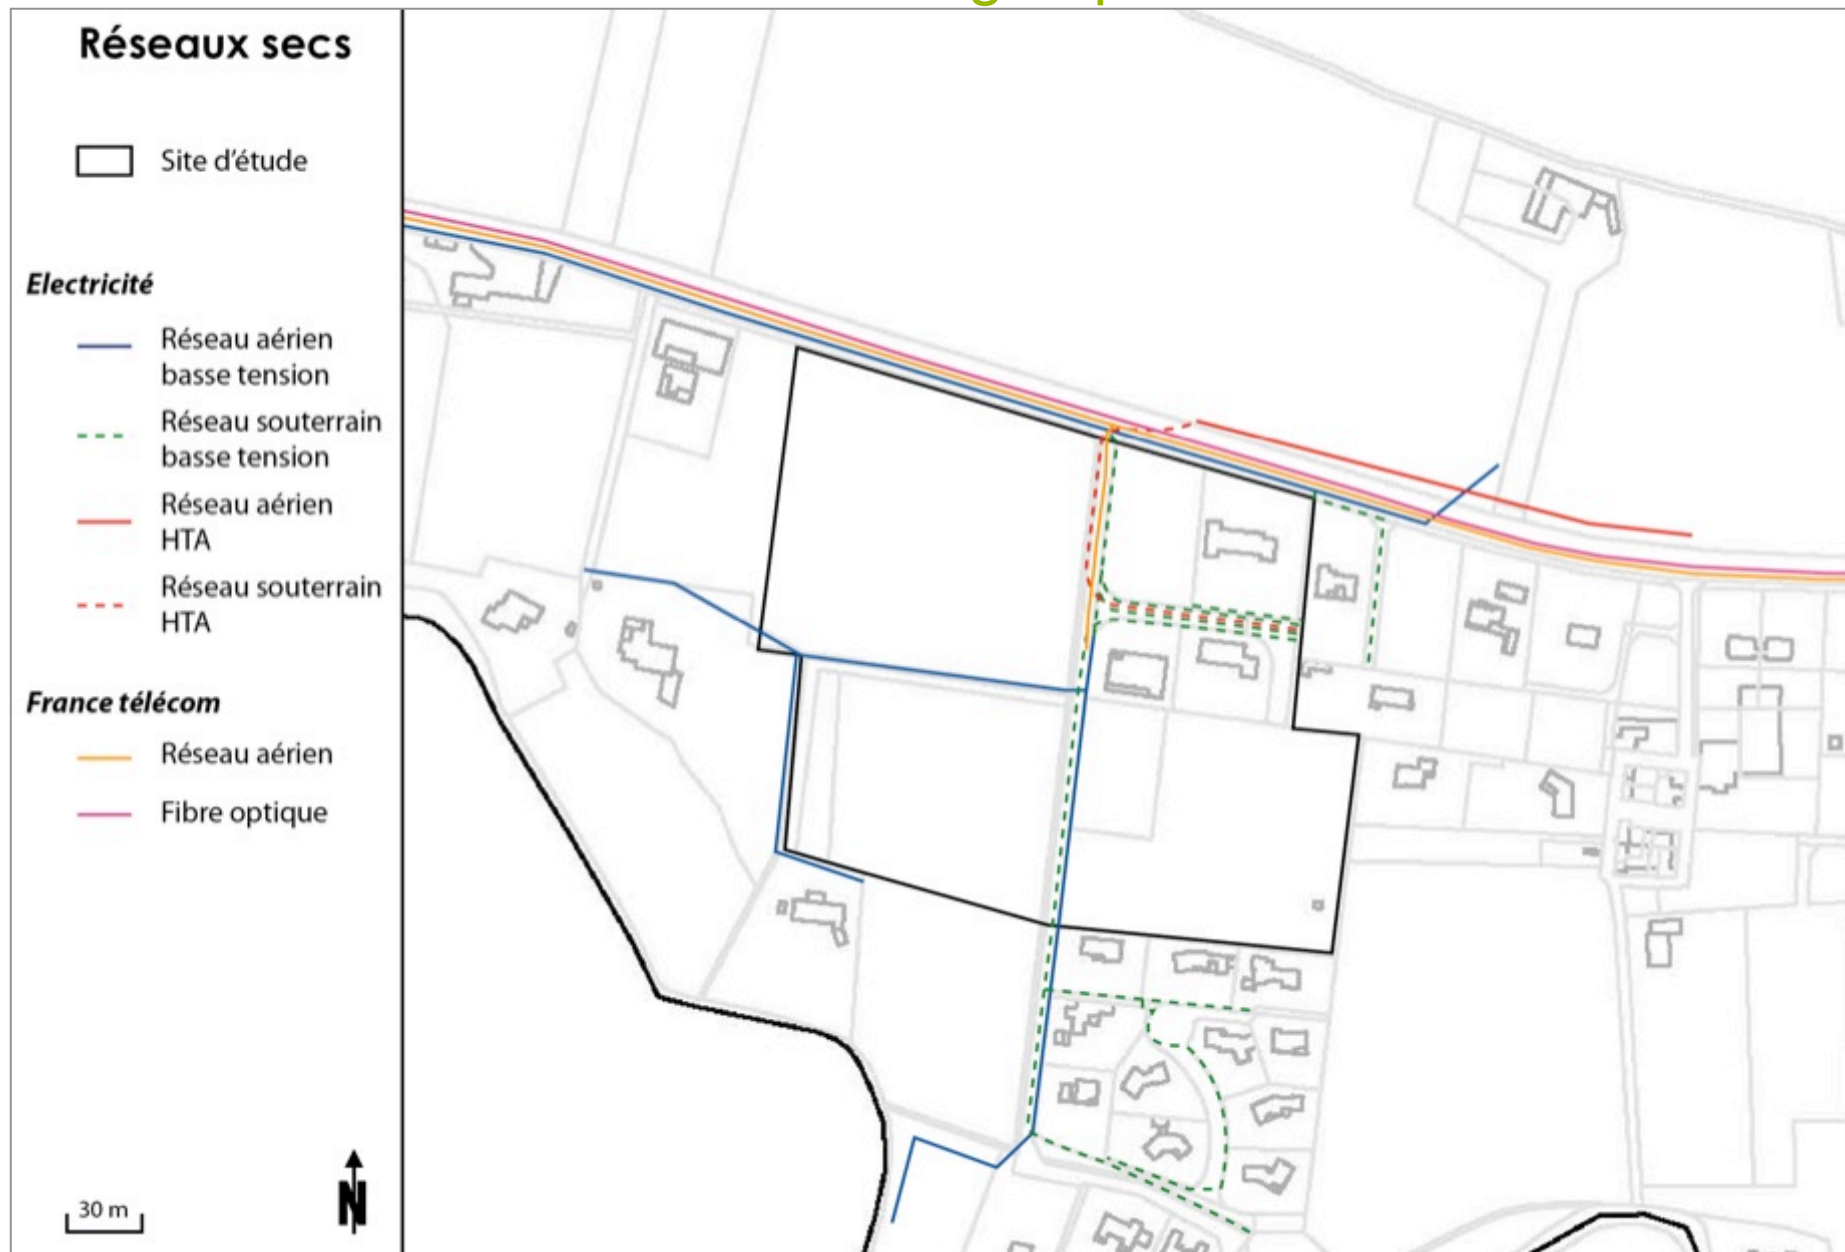 Réseaux secs
Site d'étude
Electricité
Réseau aérien
basse tension
Réseau souterrain
basse tension
Réseau aérien
HTA
Réseau souterrain
HTA
France télécom
Réseau aérien
Fibre optique
30 m
N